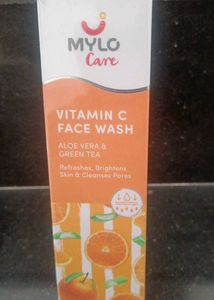 MYLO
Care
VITAMIN C
FACE WASH
ALOE VERA &
GREEN TEA
Refreshes, Brightens
Skin & Cleanses Pores